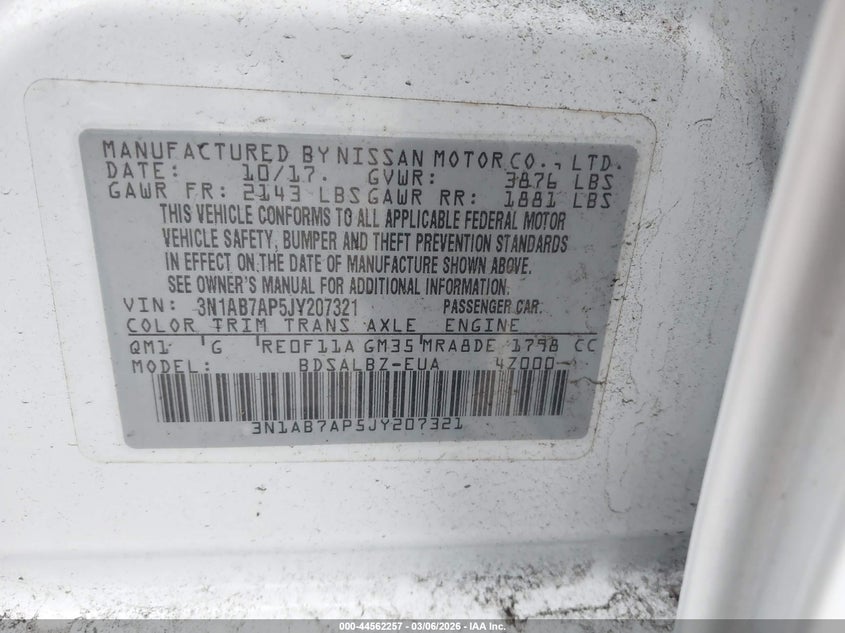 MANUFACTURED BY NISSAN MOTOR CO., LTD.
DATE: 10/17. GVWR: 3876 LBS
GAWR FR: 2143 LBS GAWR RR: 1881 LBS
THIS VEHICLE CONFORMS TO ALL APPLICABLE FEDERAL MOTOR
VEHICLE SAFETY, BUMPER AND THEFT PREVENTION STANDARDS
IN EFFECT ON THE DATE OF MANUFACTURE SHOWN ABOVE.
SEE OWNER'S MANUAL FOR ADDITIONAL INFORMATION.
VIN: 3N1AB7AP5JY207321 PASSENGER CAR.
COLOR TRIM TRANS AXLE ENGINE
QM1 G RE0F11A GM35 MRA8DE 1798 CC
MODEL: BDSALBZ-EUA 4Z000-
3N1AB7AP5JY207321
000-44562257 - 03/06/2026 - IAA Inc.